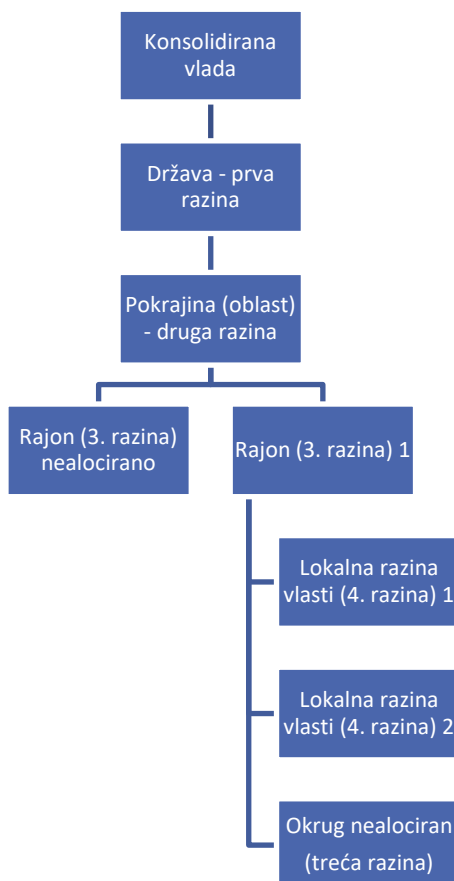 Konsolidirana
vlada
Država - prva
razina
Pokrajina (oblast)
- druga razina
Rajon (3. razina)
nealocirano
Rajon (3. razina) 1
Lokalna razina
vlasti (4. razina) 1
Lokalna razina
vlasti (4. razina) 2
Okrug nealociran
(treća razina)